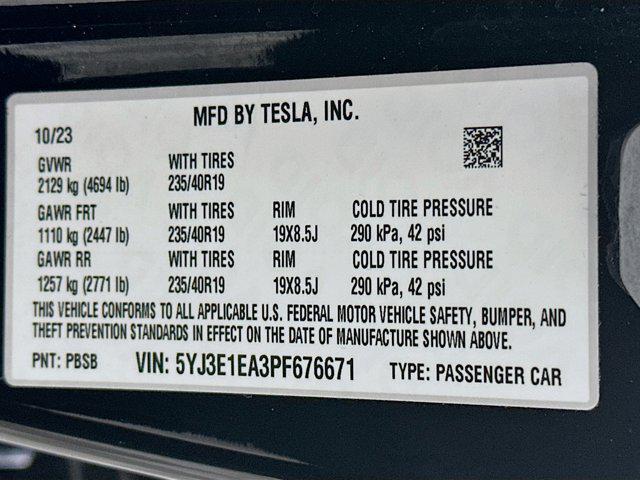 MFD BY TESLA, INC.
10/23
GVWR WITH TIRES
2129 kg (4694 lb) 235/40R19
GAWR FRT WITH TIRES RIM COLD TIRE PRESSURE
1110 kg (2447 lb) 235/40R19 19X8.5J 290 kPa, 42 psi
GAWR RR WITH TIRES RIM COLD TIRE PRESSURE
1257 kg (2771 lb) 235/40R19 19X8.5J 290 kPa, 42 psi
THIS VEHICLE CONFORMS TO ALL APPLICABLE U.S. FEDERAL MOTOR VEHICLE SAFETY, BUMPER, AND
THEFT PREVENTION STANDARDS IN EFFECT ON THE DATE OF MANUFACTURE SHOWN ABOVE.
PNT: PBSB VIN: 5YJ3E1EA3PF676671 TYPE: PASSENGER CAR